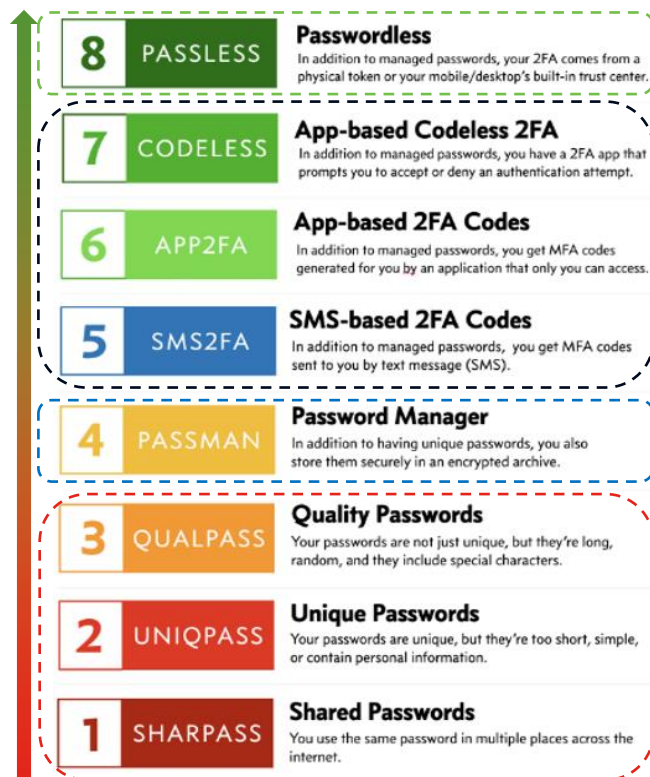 8 PASSLESS
Passwordless
In addition to managed passwords, your 2FA comes from a
physical token or your mobile/desktop's built-in trust center.
7 CODELESS
App-based Codeless 2FA
In addition to managed passwords, you have a 2FA app that
prompts you to accept or deny an authentication attempt.
6 APP2FA
App-based 2FA Codes
In addition to managed passwords, you get MFA codes
generated for you by an application that only you can access.
5 SMS2FA
SMS-based 2FA Codes
In addition to managed passwords, you get MFA codes
sent to you by text message (SMS).
4 PASSMAN
Password Manager
In addition to having unique passwords, you also
store them securely in an encrypted archive.
3 QUALPASS
Quality Passwords
Your passwords are not just unique, but they're long,
random, and they include special characters.
2 UNIQPASS
Unique Passwords
Your passwords are unique, but they're too short, simple,
or contain personal information.
1 SHARPASS
Shared Passwords
You use the same password in multiple places across the
internet.